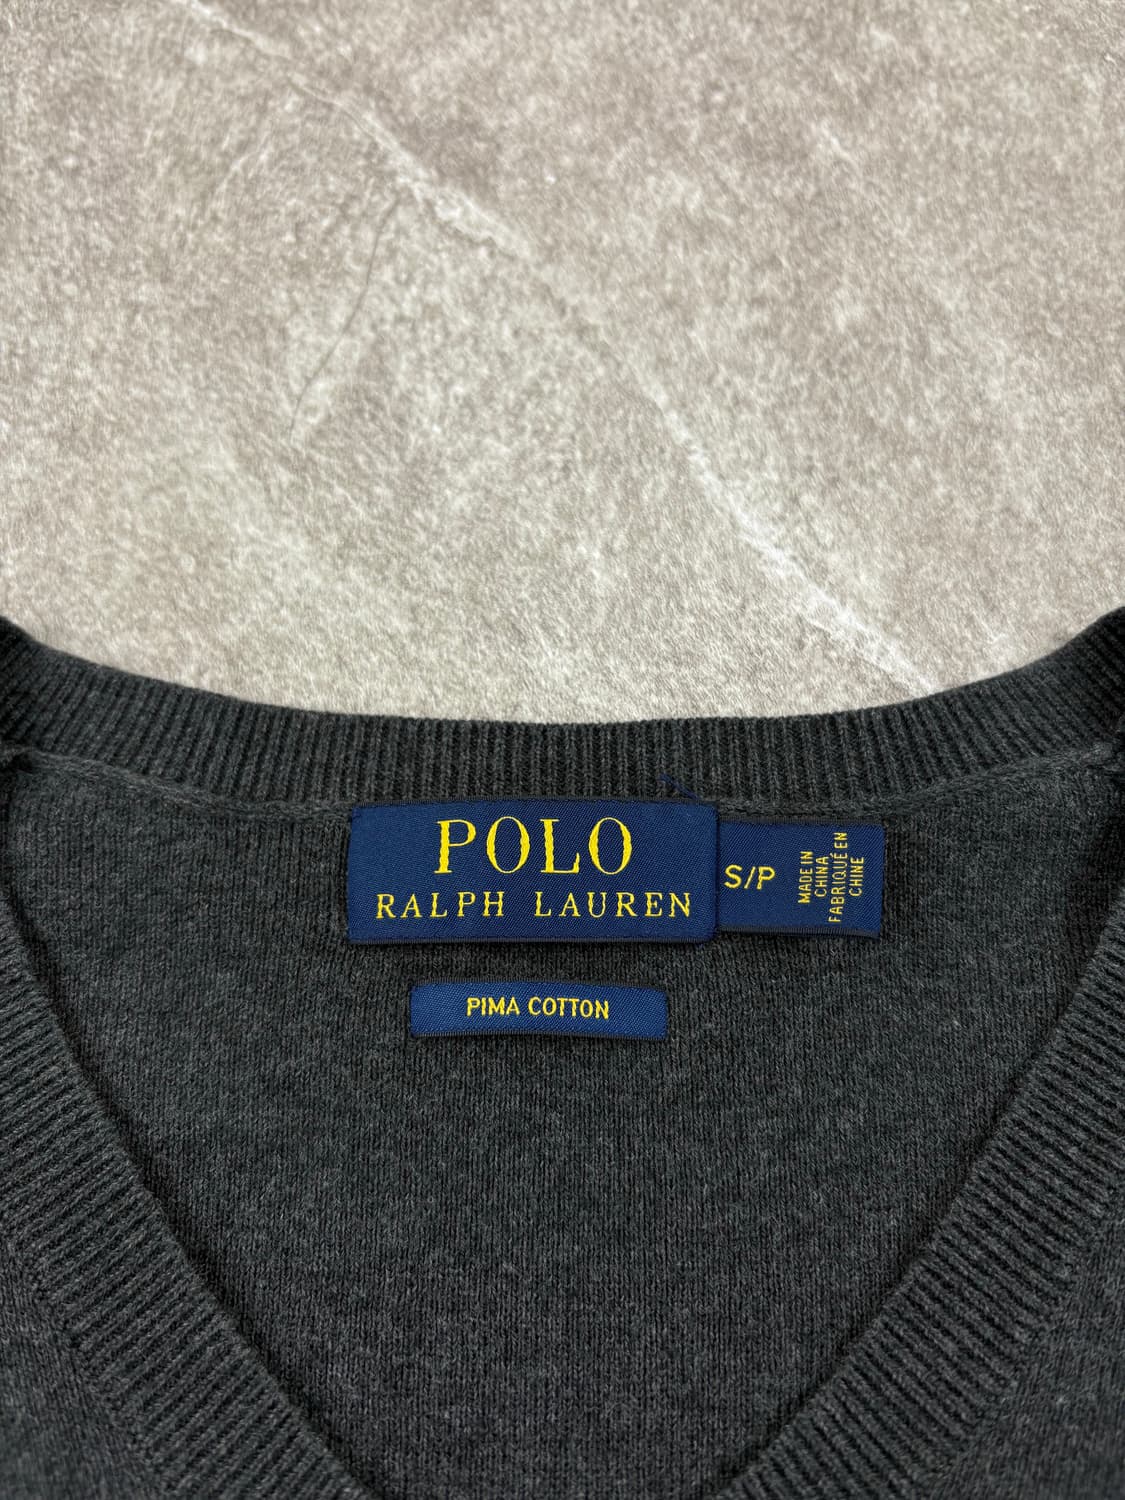 POLO
RALPH LAUREN
S/P
MADE IN
CHINA
FABRIQUÉ EN
CHINE
PIMA COTTON